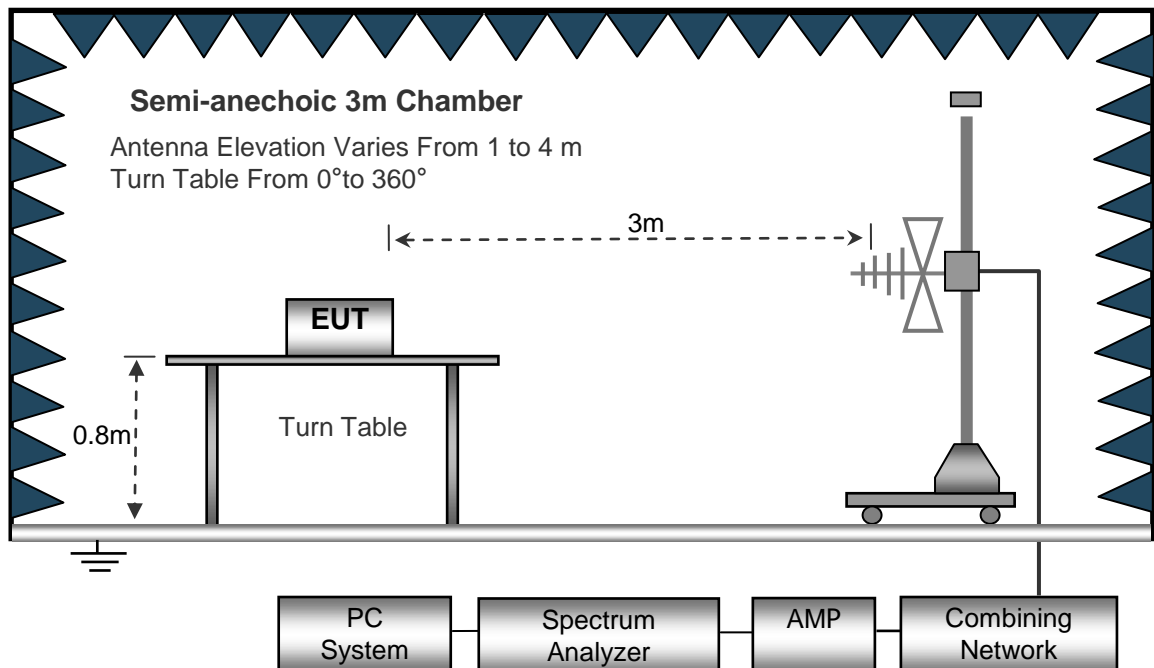 Semi-anechoic 3m Chamber
Antenna Elevation Varies From 1 to 4 m
Turn Table From 0°to 360°
3m
EUT
0.8m
Turn Table
PC
System
Spectrum
Analyzer
AMP
Combining
Network